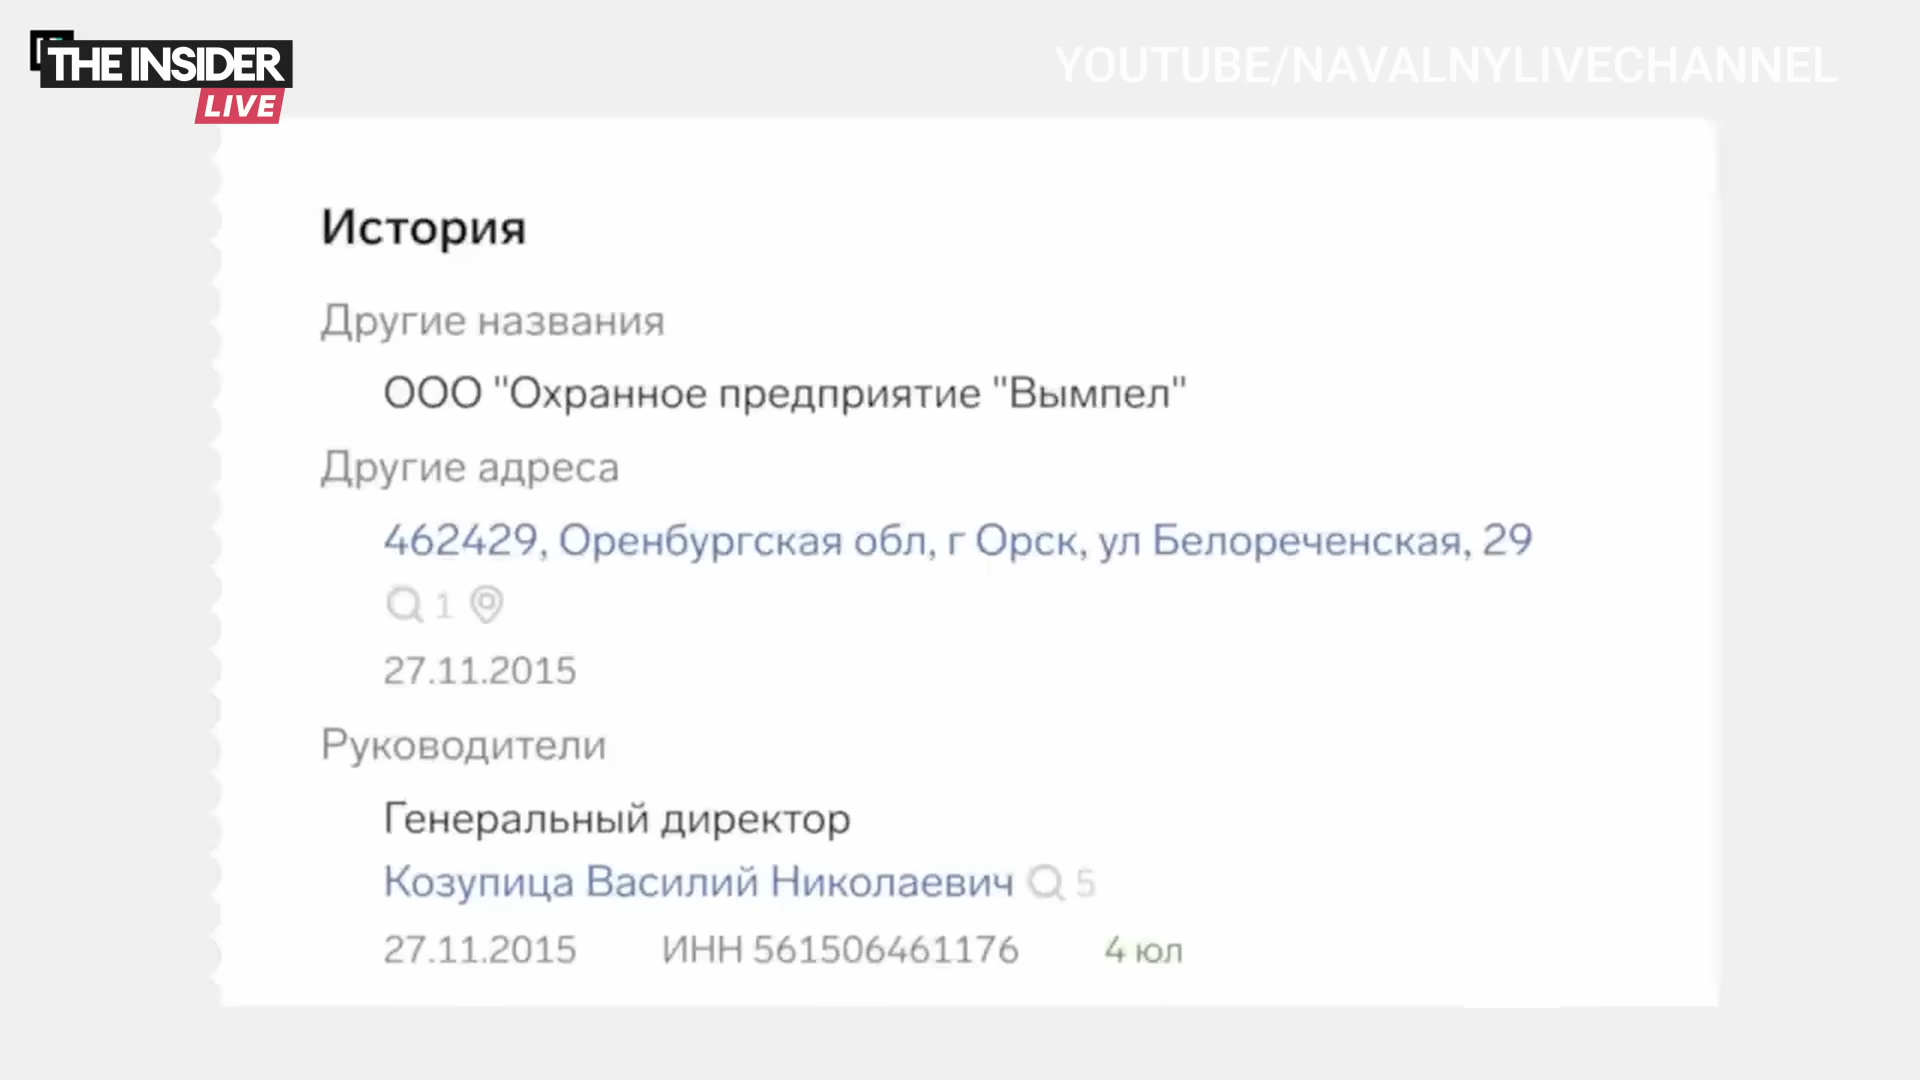 THE INSIDER
LIVE
YOUTUBE/NAVALNYLIVECHANNEL
История
Другие названия
ООО "Охранное предприятие "Вымпел"
Другие адреса
462429, Оренбургская обл, г Орск, ул Белореченская, 29
1
27.11.2015
Руководители
Генеральный директор
Козупица Василий Николаевич 5
27.11.2015 ИНН 561506461176 4 юл